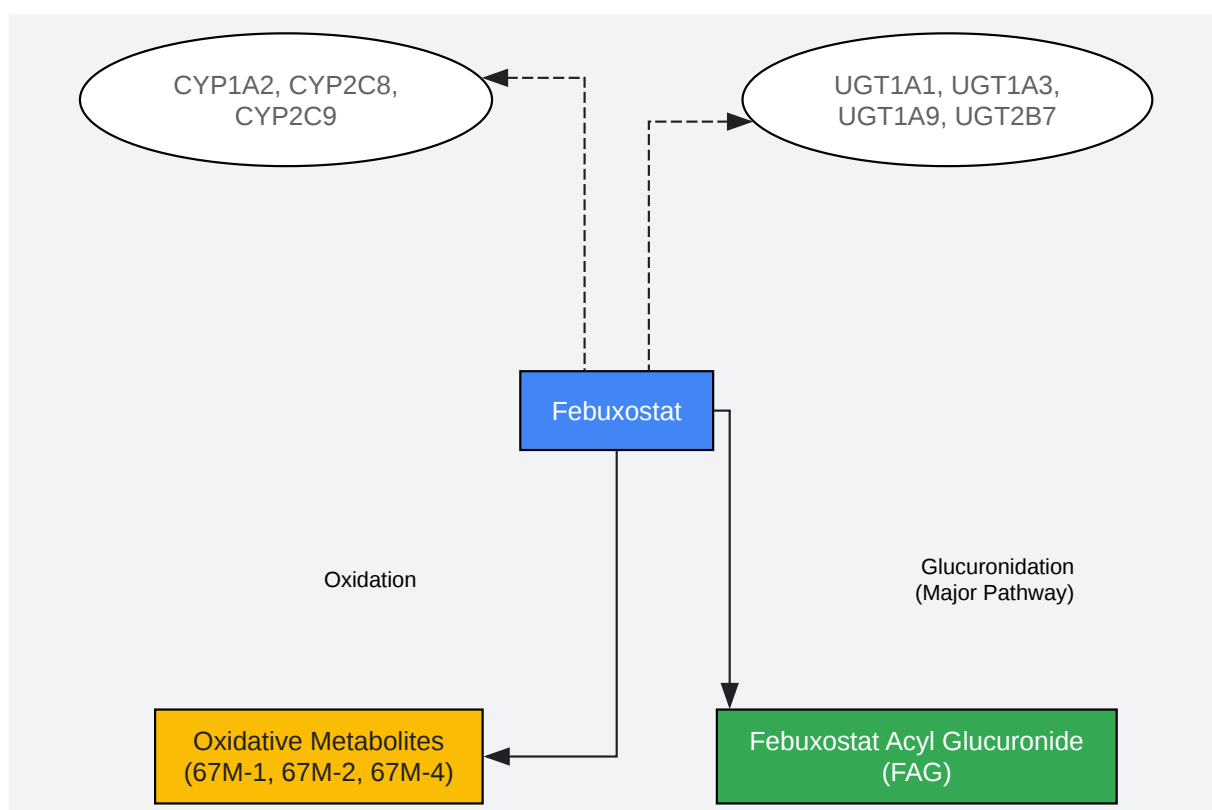 CYP1A2, CYP2C8,
CYP2C9
UGT1A1, UGT1A3,
UGT1A9, UGT2B7
Febuxostat
Oxidation
Glucuronidation
(Major Pathway)
Oxidative Metabolites
(67M-1, 67M-2, 67M-4)
Febuxostat Acyl Glucuronide
(FAG)